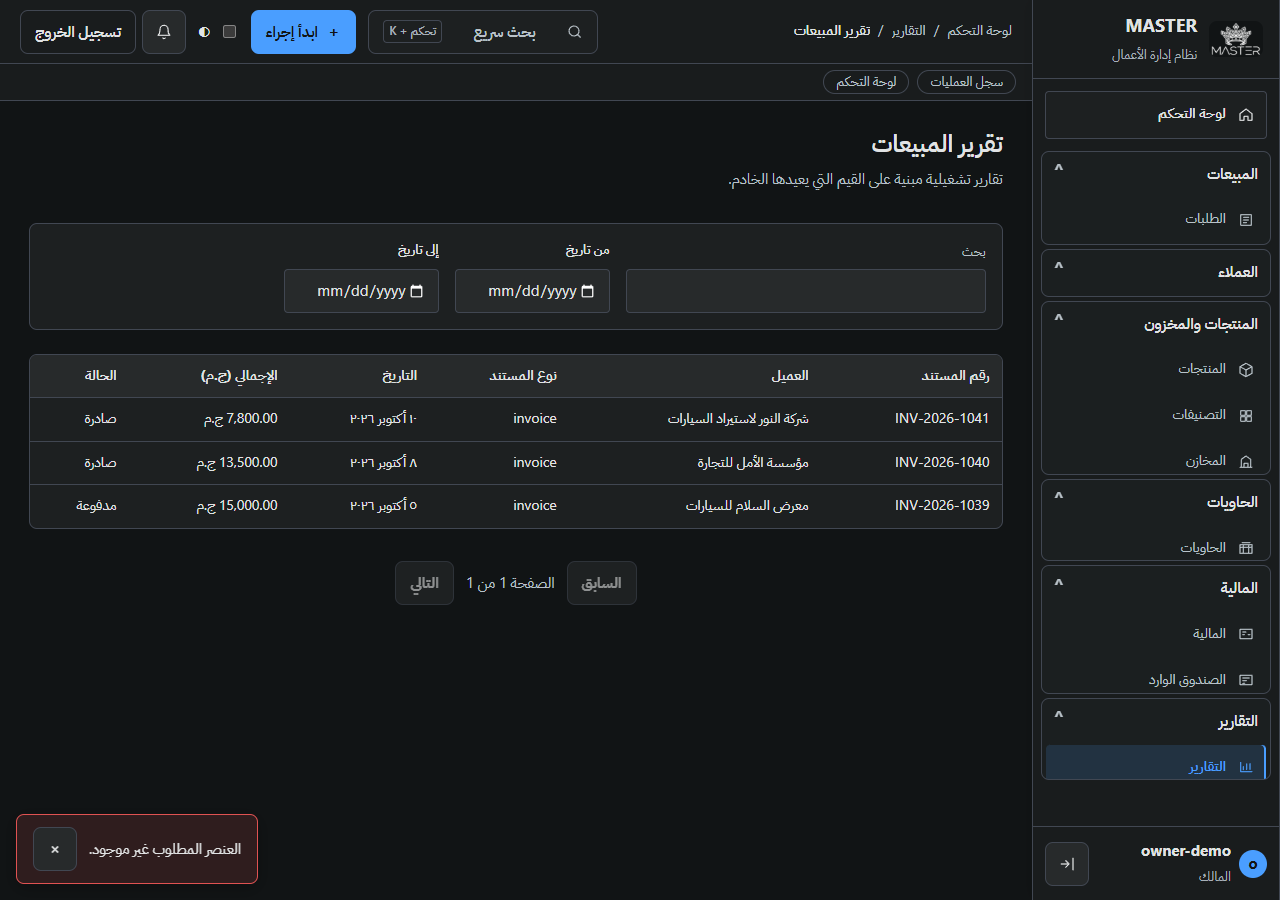 MASTER
نظام إدارة الأعمال
MASTER
لوحة التحكم / التقارير / تقرير المبيعات
بحث سريع
تحكم + K
+ ابدأ إجراء
تسجيل الخروج
سجل العمليات
لوحة التحكم
لوحة التحكم
المبيعات
الطلبات
العملاء
المنتجات والمخزون
المنتجات
التصنيفات
المخازن
الحاويات
الحاويات
المالية
المالية
الصندوق الوارد
التقارير
التقارير
owner-demo
المالك
o
تقرير المبيعات
تقارير تشغيلية مبنية على القيم التي يعيدها الخادم.
بحث
من تاريخ
إلى تاريخ
mm/dd/yyyy
mm/dd/yyyy
رقم المستند العميل نوع المستند التاريخ الإجمالي (ج.م) الحالة
INV-2026-1041 شركة النور لاستيراد السيارات invoice ١٠ أكتوبر ٢٠٢٦ 7,800.00 ج.م صادرة
INV-2026-1040 مؤسسة الأمل للتجارة invoice ٨ أكتوبر ٢٠٢٦ 13,500.00 ج.م صادرة
INV-2026-1039 معرض السلام للسيارات invoice ٥ أكتوبر ٢٠٢٦ 15,000.00 ج.م مدفوعة
السابق
الصفحة 1 من 1
التالي
العنصر المطلوب غير موجود.
×